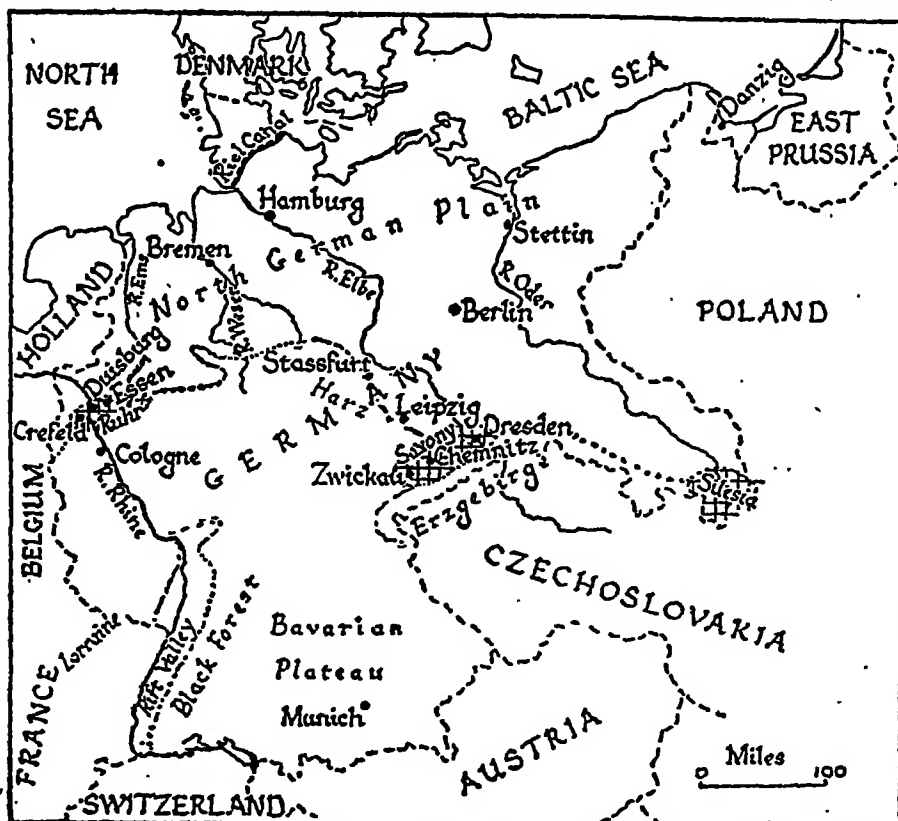 NORTH
SEA
DENMARK
BALTIC SEA
Danzig
EAST
PRUSSIA
Kiel Canal
Hamburg
German Plain
Stettin
Bremen
R. Ems
North
R. Elbe
R. Oder
HOLLAND
R. Weser
Berlin
POLAND
Duisburg
Essen
Stassfurt
Harz
GERMANY
Leipzig
Crefeld
Ruhr
Saxony
Dresden
Chemnitz
Cologne
Zwickau
Silesia
BELGIUM
R. Rhine
Erzgebirge
CZECHOSLOVAKIA
Lorraine
Rift Valley
Black Forest
Bavarian
Plateau
Munich
FRANCE
AUSTRIA
Miles
0 100
SWITZERLAND